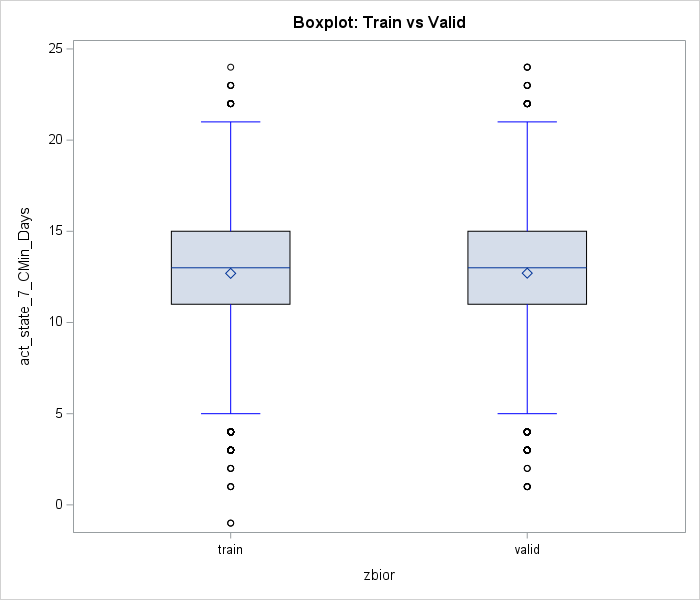 Boxplot: Train vs Valid
25
20
15
10
5
0
act_state_7_CMin_Days
train
valid
zbior